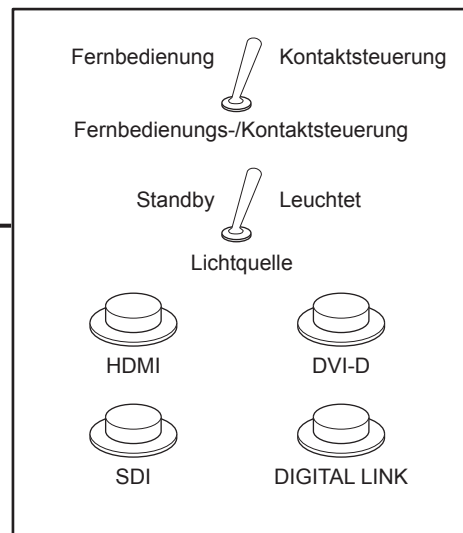 Fernbedienung Kontaktsteuerung
Fernbedienungs-/Kontaktsteuerung
Standby Leuchtet
Lichtquelle
HDMI DVI-D
SDI DIGITAL LINK